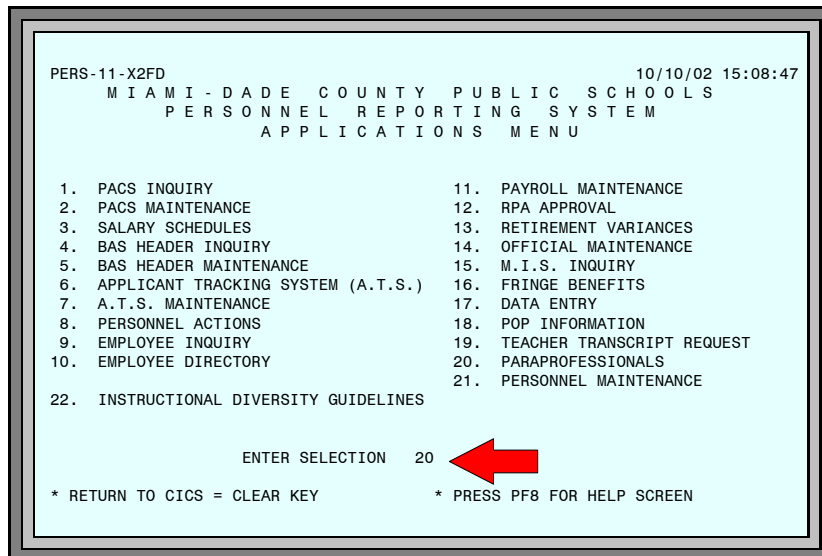 PERS-11-X2FD 10/10/02 15:08:47
M I A M I - D A D E C O U N T Y P U B L I C S C H O O L S
P E R S O N N E L R E P O R T I N G S Y S T E M
A P P L I C A T I O N S M E N U
1. PACS INQUIRY 11. PAYROLL MAINTENANCE
2. PACS MAINTENANCE 12. RPA APPROVAL
3. SALARY SCHEDULES 13. RETIREMENT VARIANCES
4. BAS HEADER INQUIRY 14. OFFICIAL MAINTENANCE
5. BAS HEADER MAINTENANCE 15. M.I.S. INQUIRY
6. APPLICANT TRACKING SYSTEM (A.T.S.) 16. FRINGE BENEFITS
7. A.T.S. MAINTENANCE 17. DATA ENTRY
8. PERSONNEL ACTIONS 18. POP INFORMATION
9. EMPLOYEE INQUIRY 19. TEACHER TRANSCRIPT REQUEST
10. EMPLOYEE DIRECTORY 20. PARAPROFESSIONALS
21. PERSONNEL MAINTENANCE
22. INSTRUCTIONAL DIVERSITY GUIDELINES
ENTER SELECTION 20
* RETURN TO CICS = CLEAR KEY * PRESS PF8 FOR HELP SCREEN